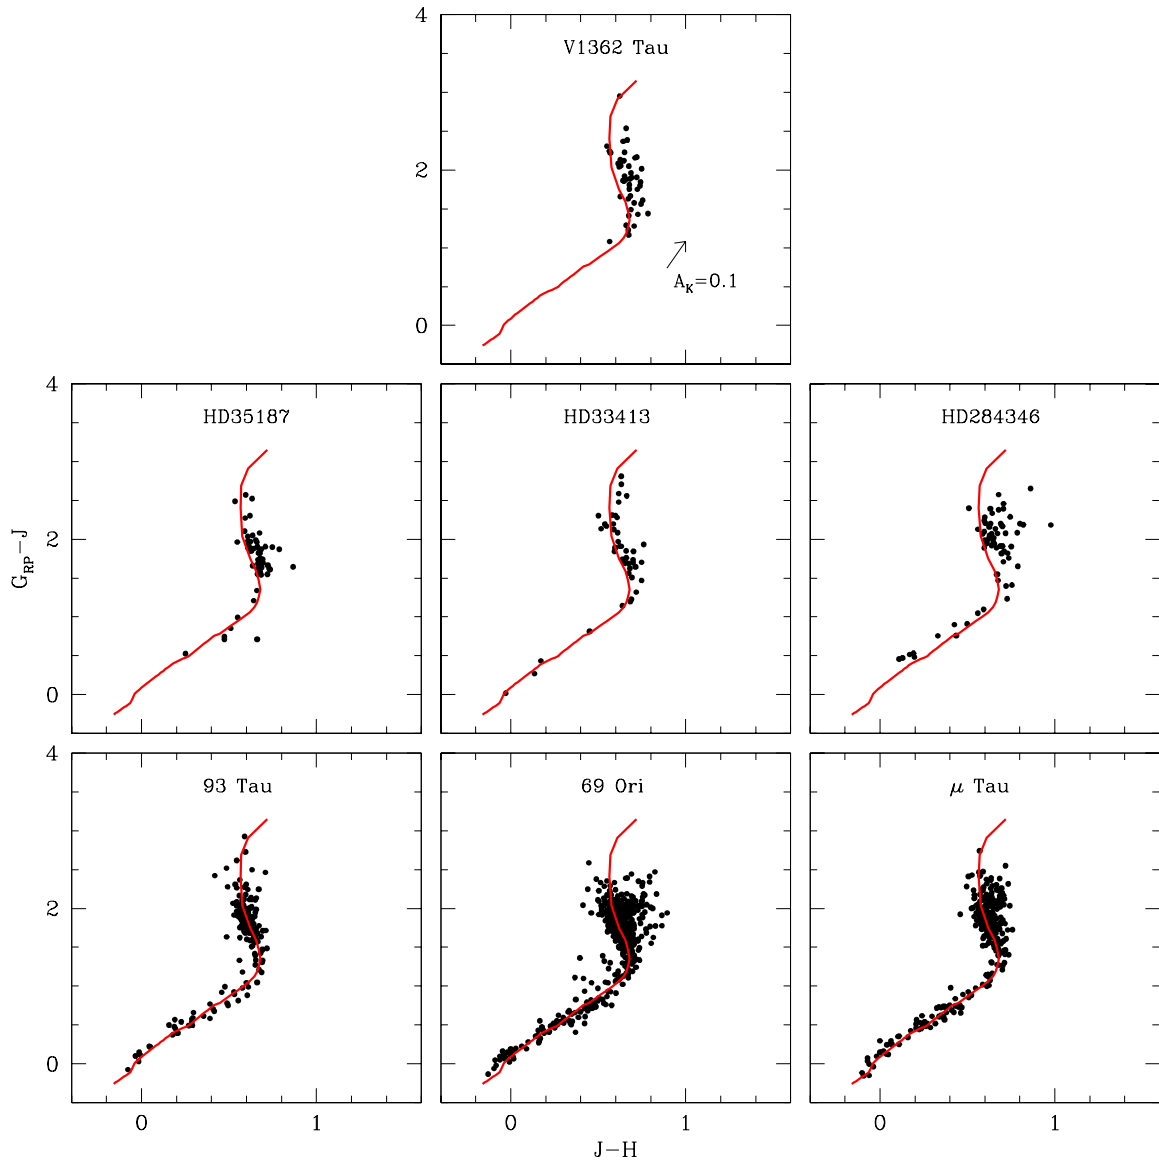 4
V1362 Tau
2
A_K=0.1
0
4
HD35187
HD33413
HD284346
2
G_RP−J
0
4
93 Tau
69 Ori
μ Tau
2
0
0 1 0 1 0 1
J−H